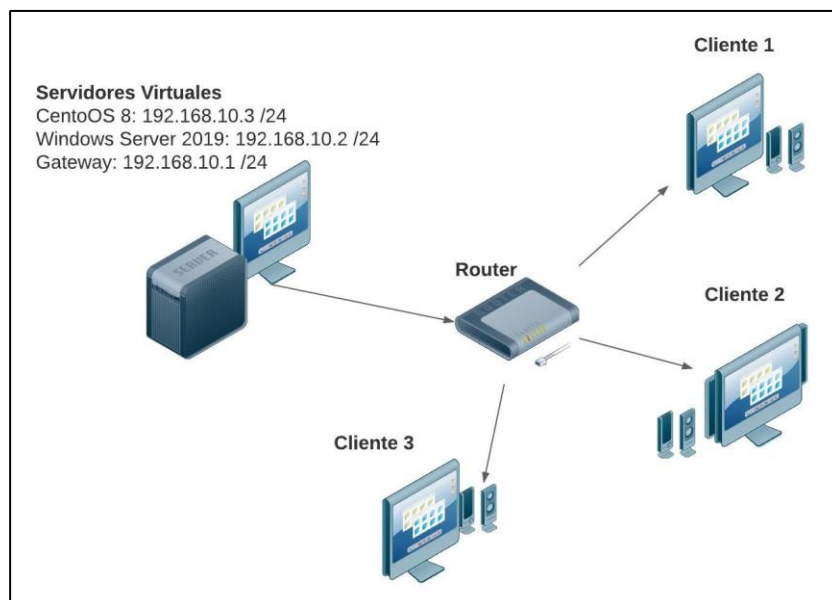 Cliente 1
Servidores Virtuales
CentoOS 8: 192.168.10.3 /24
Windows Server 2019: 192.168.10.2 /24
Gateway: 192.168.10.1 /24
SERVER
Router
Cliente 2
Cliente 3